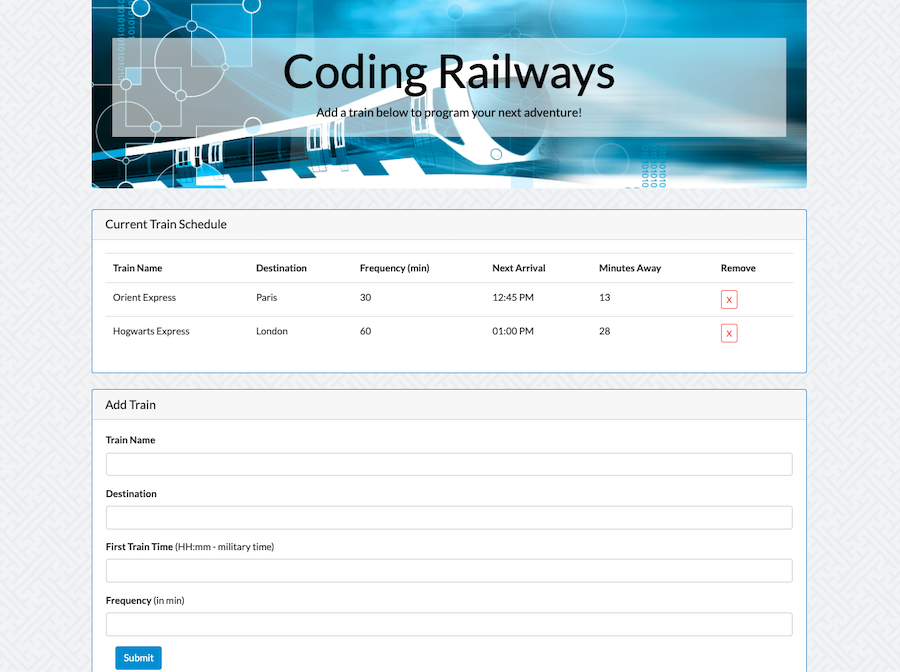 Coding Railways
Add a train below to program your next adventure!
Current Train Schedule
Train Name Destination Frequency (min) Next Arrival Minutes Away Remove
Orient Express Paris 30 12:45 PM 13 X
Hogwarts Express London 60 01:00 PM 28 X
Add Train
Train Name
Destination
First Train Time (HH:mm - military time)
Frequency (in min)
Submit